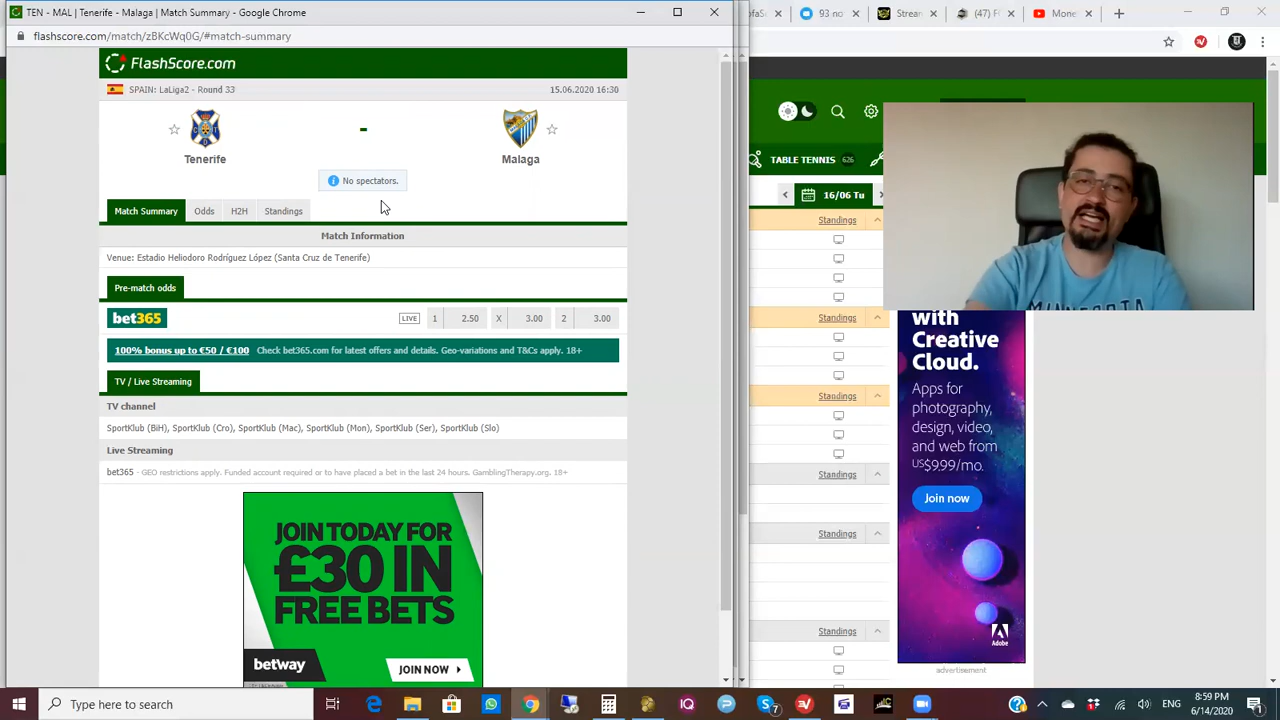 TEN - MAL | Tenerife v Malaga - Google Chrome
93 no
Stream
(47) F
Money
flashscore.com/match/zBKcWq0G/#match-summary
FlashScore.com
SPAIN: LaLiga2 - Round 33
15.06.2020 16:30
-
Tenerife
Malaga
No spectators.
Match Summary
Odds
H2H
Standings
Match Information
Venue: Estadio Heliodoro Rodríguez López (Santa Cruz de Tenerife)
Pre-match odds
bet365
LIVE
1 2.50 X 3.00 2 3.00
100% bonus up to €50 / €100 Check bet365.com for latest offers and details. Geo-variations and T&Cs apply. 18+
TV / Live Streaming
TV channel
SportKlub (BiH), SportKlub (Cro), SportKlub (Mac), SportKlub (Mon), SportKlub (Ser), SportKlub (Slo)
Live Streaming
bet365 - GEO restrictions apply. Funded account required or to have placed a bet in the last 24 hours. GamblingTherapy.org. 18+
JOIN TODAY FOR
£30 IN
FREE BETS
betway
JOIN NOW
TABLE TENNIS 626
16/06 Tu
Standings
Standings
Standings
Standings
Standings
Standings
with
Creative
Cloud.
Apps for
photography,
design, video,
and web from
US$9.99/mo.
Join now
Adobe
advertisement
Type here to search
8:59 PM
6/14/2020